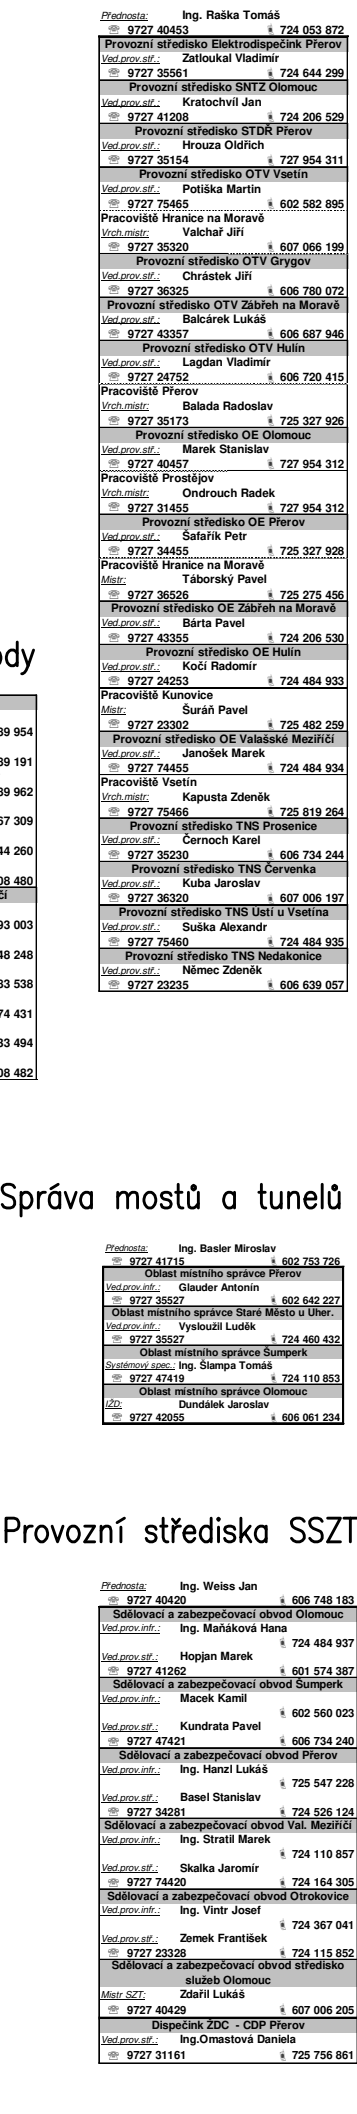 Přednosta: Ing. Raška Tomáš
☏ 9727 40453 724 053 872
Provozní středisko Elektrodispečink Přerov
Ved.prov.stř.: Zatloukal Vladimír
☏ 9727 35561 724 644 299
Provozní středisko SNTZ Olomouc
Ved.prov.stř.: Kratochvíl Jan
☏ 9727 41208 724 206 529
Provozní středisko STDŘ Přerov
Ved.prov.stř.: Hrouza Oldřich
☏ 9727 35154 727 954 311
Provozní středisko OTV Vsetín
Ved.prov.stř.: Potiška Martin
☏ 9727 75465 602 582 895
Pracoviště Hranice na Moravě
Vrch.mistr: Valchař Jiří
☏ 9727 35320 607 066 199
Provozní středisko OTV Grygov
Ved.prov.stř.: Chrástek Jiří
☏ 9727 36325 606 780 072
Provozní středisko OTV Zábřeh na Moravě
Ved.prov.stř.: Balcárek Lukáš
☏ 9727 43357 606 687 946
Provozní středisko OTV Hulín
Ved.prov.stř.: Lagdan Vladimír
☏ 9727 24752 606 720 415
Pracoviště Přerov
Vrch.mistr: Balada Radoslav
☏ 9727 35173 725 327 926
Provozní středisko OE Olomouc
Ved.prov.stř.: Marek Stanislav
☏ 9727 40457 727 954 312
Pracoviště Prostějov
Vrch.mistr: Ondrouch Radek
☏ 9727 31455 727 954 312
Provozní středisko OE Přerov
Ved.prov.stř.: Šafařík Petr
☏ 9727 34455 725 327 928
Pracoviště Hranice na Moravě
Mistr: Táborský Pavel
☏ 9727 36526 725 275 456
Provozní středisko OE Zábřeh na Moravě
Ved.prov.stř.: Bárta Pavel
☏ 9727 43355 724 206 530
Provozní středisko OE Hulín
Ved.prov.stř.: Kočí Radomír
☏ 9727 24253 724 484 933
Pracoviště Kunovice
Mistr: Šuráň Pavel
☏ 9727 23302 725 482 259
Provozní středisko OE Valašské Meziříčí
Ved.prov.stř.: Janošek Marek
☏ 9727 74455 724 484 934
Pracoviště Vsetín
Vrch.mistr: Kapusta Zdeněk
☏ 9727 75466 725 819 264
Provozní středisko TNS Prosenice
Ved.prov.stř.: Černoch Karel
☏ 9727 35230 606 734 244
Provozní středisko TNS Červenka
Ved.prov.stř.: Kuba Jaroslav
☏ 9727 36320 607 006 197
Provozní středisko TNS Ústí u Vsetína
Ved.prov.stř.: Suška Alexandr
☏ 9727 75460 724 484 935
Provozní středisko TNS Nedakonice
Ved.prov.stř.: Němec Zdeněk
☏ 9727 23235 606 639 057
ody
39 954
39 191
39 962
67 309
44 260
08 480
čí
93 003
48 248
33 538
74 431
33 494
08 482
Správa mostů a tunelů
Přednosta: Ing. Basler Miroslav
☏ 9727 41715 602 753 726
Oblast místního správce Přerov
Ved.prov.infr.: Glauder Antonín
☏ 9727 35527 602 642 227
Oblast místního správce Staré Město u Uher.
Ved.prov.infr.: Vysloužil Luděk
☏ 9727 35527 724 460 432
Oblast místního správce Šumperk
Systémový spec.: Ing. Šlampa Tomáš
☏ 9727 47419 724 110 853
Oblast místního správce Olomouc
IŽD: Dundálek Jaroslav
☏ 9727 42055 606 061 234
Provozní střediska SSZT
Přednosta: Ing. Weiss Jan
☏ 9727 40420 606 748 183
Sdělovací a zabezpečovací obvod Olomouc
Ved.prov.infr.: Ing. Maňáková Hana
724 484 937
Ved.prov.stř.: Hopjan Marek
☏ 9727 41262 601 574 387
Sdělovací a zabezpečovací obvod Šumperk
Ved.prov.infr.: Macek Kamil
602 560 023
Ved.prov.stř.: Kundrata Pavel
☏ 9727 47421 606 734 240
Sdělovací a zabezpečovací obvod Přerov
Ved.prov.infr.: Ing. Hanzl Lukáš
725 547 228
Ved.prov.stř.: Basel Stanislav
☏ 9727 34281 724 526 124
Sdělovací a zabezpečovací obvod Val. Meziříčí
Ved.prov.infr.: Ing. Stratil Marek
724 110 857
Ved.prov.stř.: Skalka Jaromír
☏ 9727 74420 724 164 305
Sdělovací a zabezpečovací obvod Otrokovice
Ved.prov.infr.: Ing. Vintr Josef
724 367 041
Ved.prov.stř.: Zemek František
☏ 9727 23328 724 115 852
Sdělovací a zabezpečovací obvod středisko
služeb Olomouc
Mistr SZT: Zdařil Lukáš
☏ 9727 40429 607 006 205
Dispečink ŽDC - CDP Přerov
Ved.prov.stř.: Ing.Omastová Daniela
☏ 9727 31161 725 756 861